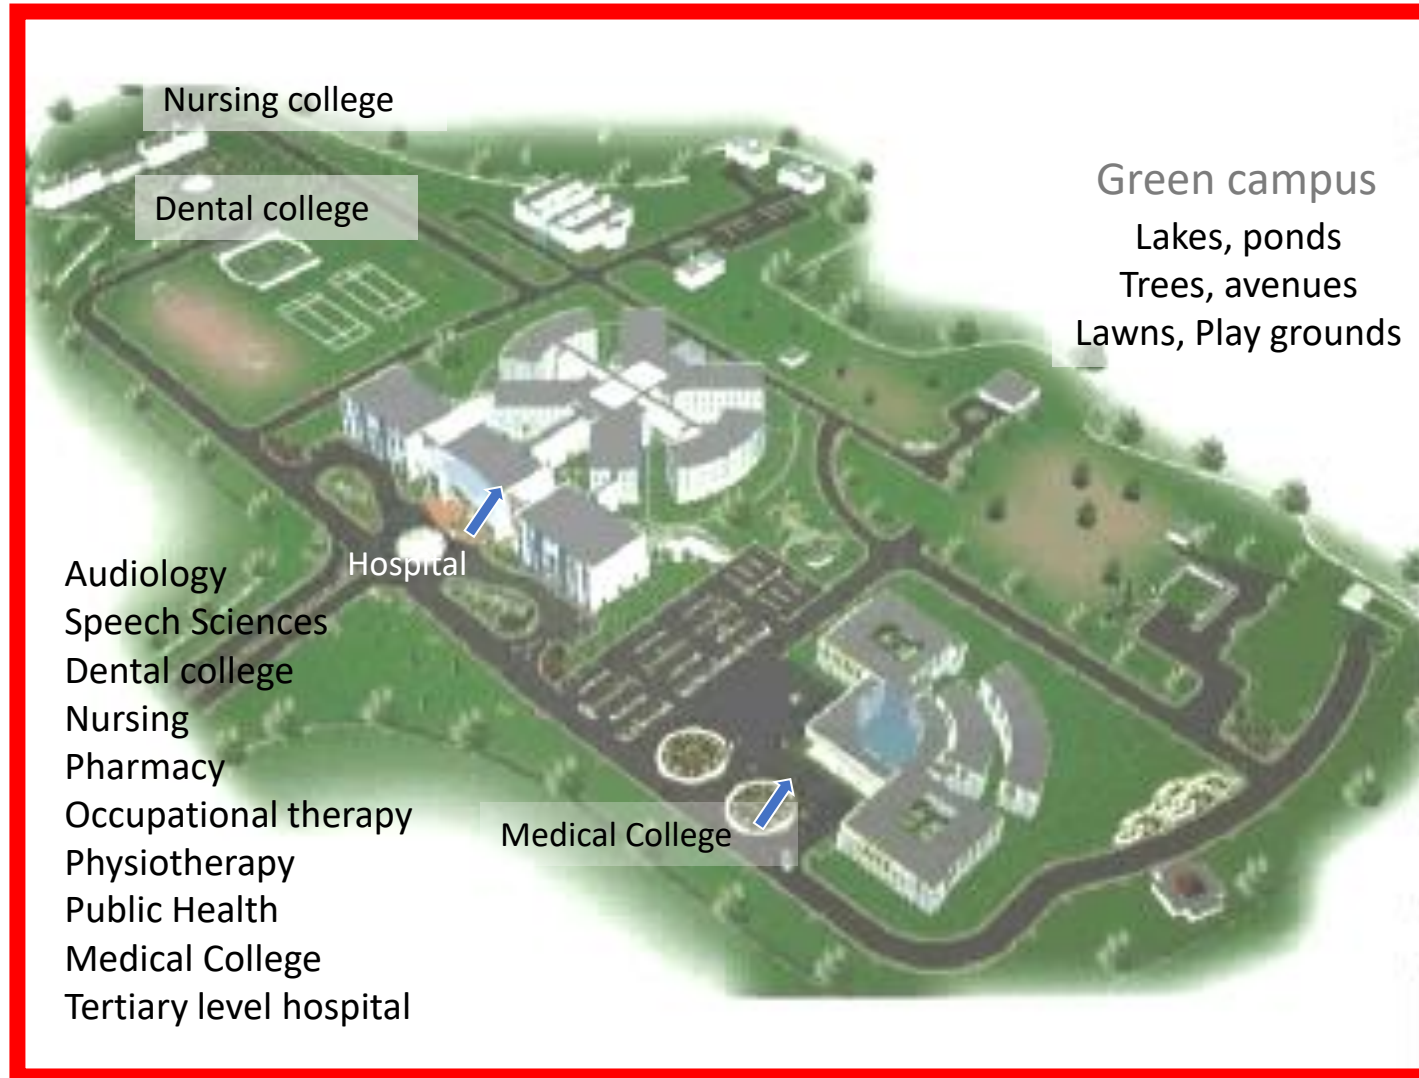 Nursing college
Dental college
Green campus
Lakes, ponds
Trees, avenues
Lawns, Play grounds
Hospital
Audiology
Speech Sciences
Dental college
Nursing
Pharmacy
Occupational therapy
Physiotherapy
Public Health
Medical College
Tertiary level hospital
Medical College